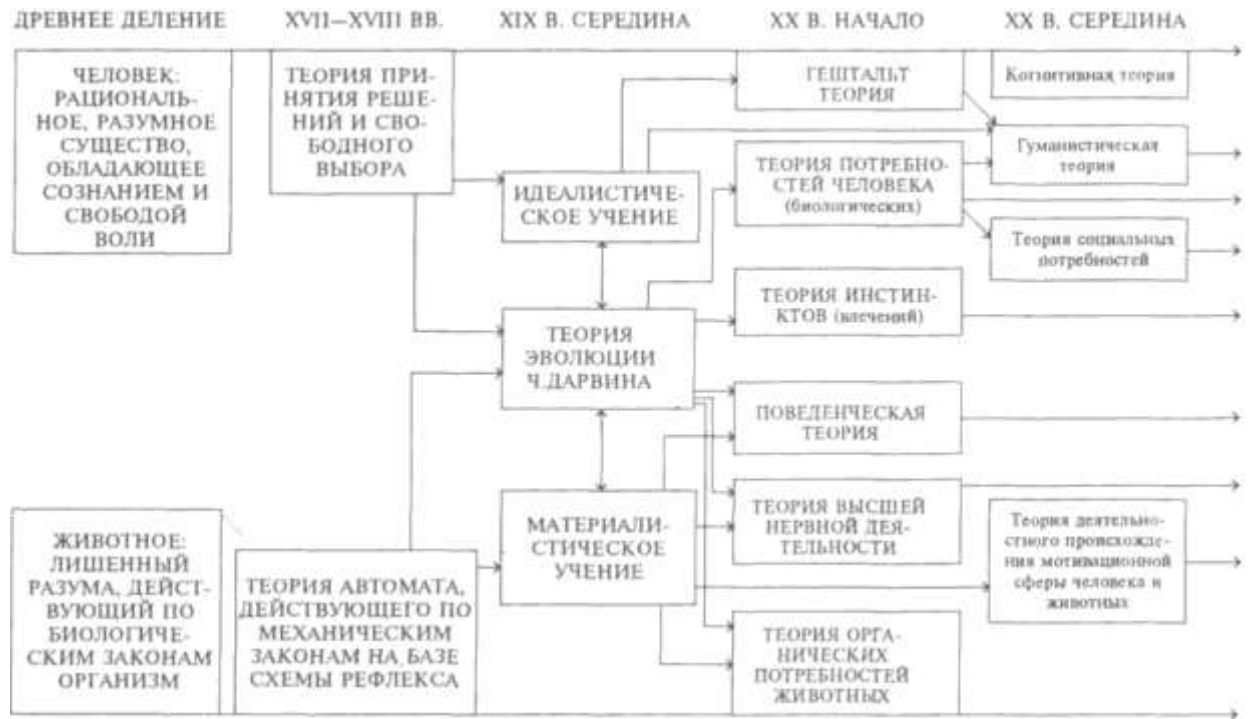 ДРЕВНЕЕ ДЕЛЕНИЕ
XVII—XVIII ВВ.
XIX В. СЕРЕДИНА
XX В. НАЧАЛО
XX В. СЕРЕДИНА
ЧЕЛОВЕК:
РАЦИОНАЛЬ-
НОЕ, РАЗУМНОЕ
СУЩЕСТВО,
ОБЛАДАЮЩЕЕ
СОЗНАНИЕМ И
СВОБОДОЙ
ВОЛИ
ЖИВОТНОЕ:
ЛИШЕННЫЙ
РАЗУМА, ДЕЙСТ-
ВУЮЩИЙ ПО
БИОЛОГИЧЕ-
СКИМ ЗАКОНАМ
ОРГАНИЗМ
ТЕОРИЯ ПРИ-
НЯТИЯ РЕШЕ-
НИЙ И СВО-
БОДНОГО
ВЫБОРА
ТЕОРИЯ АВТОМАТА,
ДЕЙСТВУЮЩЕГО ПО
МЕХАНИЧЕСКИМ
ЗАКОНАМ НА БАЗЕ
СХЕМЫ РЕФЛЕКСА
ИДЕАЛИСТИЧЕ-
СКОЕ УЧЕНИЕ
ТЕОРИЯ
ЭВОЛЮЦИИ
Ч.ДАРВИНА
МАТЕРИАЛИ-
СТИЧЕСКОЕ
УЧЕНИЕ
ГЕШТАЛЬТ
ТЕОРИЯ
ТЕОРИЯ ПОТРЕБНО-
СТЕЙ ЧЕЛОВЕКА
(биологических)
ТЕОРИЯ ИНСТИН-
КТОВ (влечений)
ПОВЕДЕНЧЕСКАЯ
ТЕОРИЯ
ТЕОРИЯ ВЫСШЕЙ
НЕРВНОЙ ДЕЯ-
ТЕЛЬНОСТИ
ТЕОРИЯ ОРГА-
НИЧЕСКИХ
ПОТРЕБНОСТЕЙ
ЖИВОТНЫХ
Когнитивная теория
Гуманистическая
теория
Теория социальных
потребностей
Теория деятельно-
стного происхожде-
ния мотивационной
сферы человека и
животных